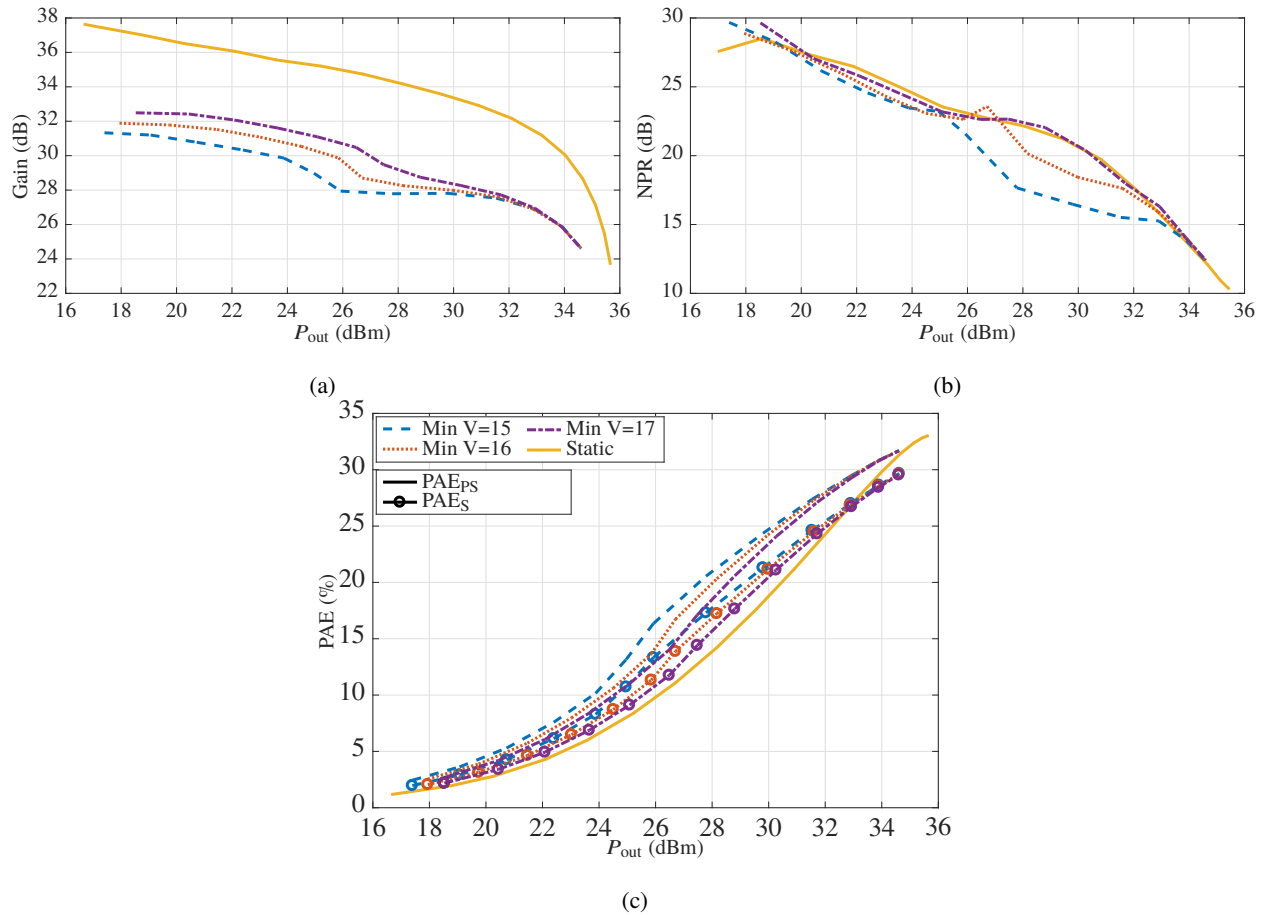 38
36
34
32
30
28
26
24
22
Gain (dB)
16 18 20 22 24 26 28 30 32 34 36
P_out (dBm)
(a)
30
25
20
15
10
NPR (dB)
16 18 20 22 24 26 28 30 32 34 36
P_out (dBm)
(b)
35
30
25
20
15
10
5
0
PAE (%)
Min V=15 Min V=17
Min V=16 Static
PAE_PS
PAE_S
16 18 20 22 24 26 28 30 32 34 36
P_out (dBm)
(c)